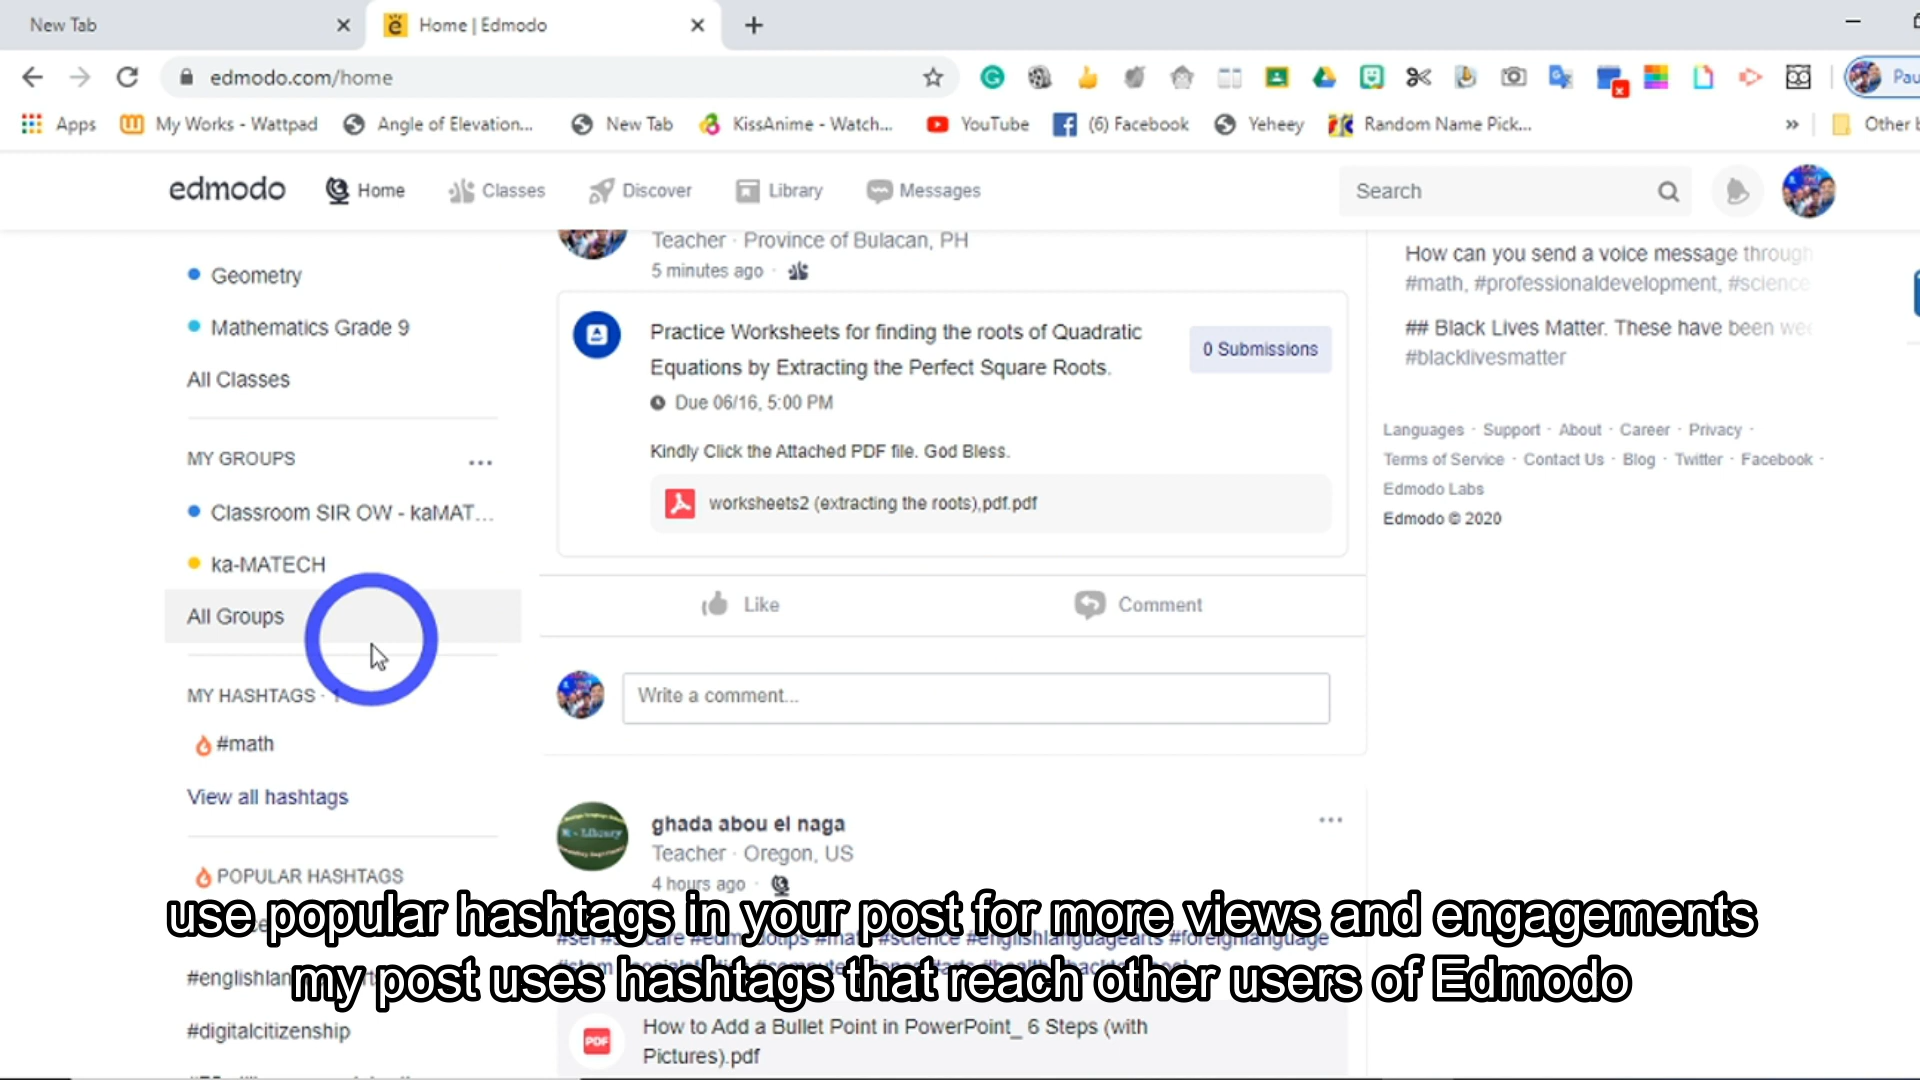 New Tab
Home | Edmodo
edmodo.com/home
Pau
Apps
My Works - Wattpad
Angle of Elevation...
New Tab
KissAnime - Watch...
YouTube
(6) Facebook
Yeheey
Random Name Pick...
»
Other b
edmodo
Home
Classes
Discover
Library
Messages
Search
Geometry
Mathematics Grade 9
All Classes
MY GROUPS
Classroom SIR OW - kaMAT...
ka-MATECH
All Groups
MY HASHTAGS · 1
#math
View all hashtags
POPULAR HASHTAGS
#englishlan
#digitalcitizenship
Teacher · Province of Bulacan, PH
5 minutes ago ·
Practice Worksheets for finding the roots of Quadratic
Equations by Extracting the Perfect Square Roots.
0 Submissions
Due 06/16, 5:00 PM
Kindly Click the Attached PDF file. God Bless.
worksheets2 (extracting the roots),pdf.pdf
Like
Comment
Write a comment...
ghada abou el naga
Teacher · Oregon, US
4 hours ago ·
#science #englishlanguagearts #foreignlanguage
PDF
How to Add a Bullet Point in PowerPoint_ 6 Steps (with
Pictures).pdf
How can you send a voice message through
#math, #professionaldevelopment, #science
## Black Lives Matter. These have been wee
#blacklivesmatter
Languages · Support · About · Career · Privacy ·
Terms of Service · Contact Us · Blog · Twitter · Facebook ·
Edmodo Labs
Edmodo © 2020
use popular hashtags in your post for more views and engagements
my post uses hashtags that reach other users of Edmodo